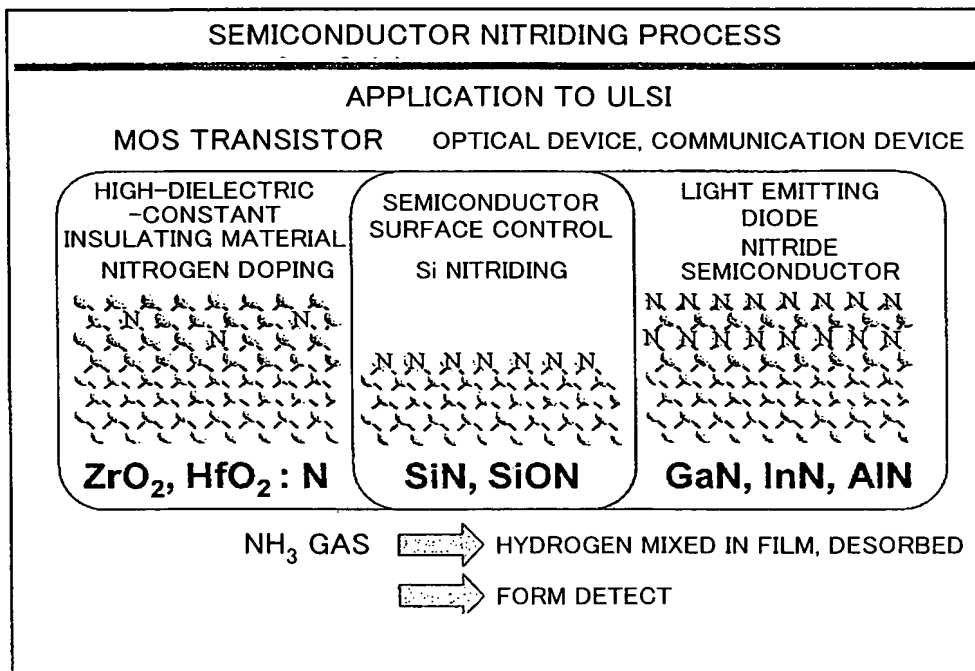 SEMICONDUCTOR NITRIDING PROCESS
APPLICATION TO ULSI
MOS TRANSISTOR OPTICAL DEVICE, COMMUNICATION DEVICE
HIGH-DIELECTRIC
-CONSTANT
INSULATING MATERIAL
NITROGEN DOPING
N N
N
ZrO₂, HfO₂ : N
SEMICONDUCTOR
SURFACE CONTROL
Si NITRIDING
N N N N N N N
SiN, SiON
LIGHT EMITTING
DIODE
NITRIDE
SEMICONDUCTOR
N N N N N N N N
N N N N N N N N
GaN, InN, AlN
NH₃ GAS HYDROGEN MIXED IN FILM, DESORBED
FORM DETECT